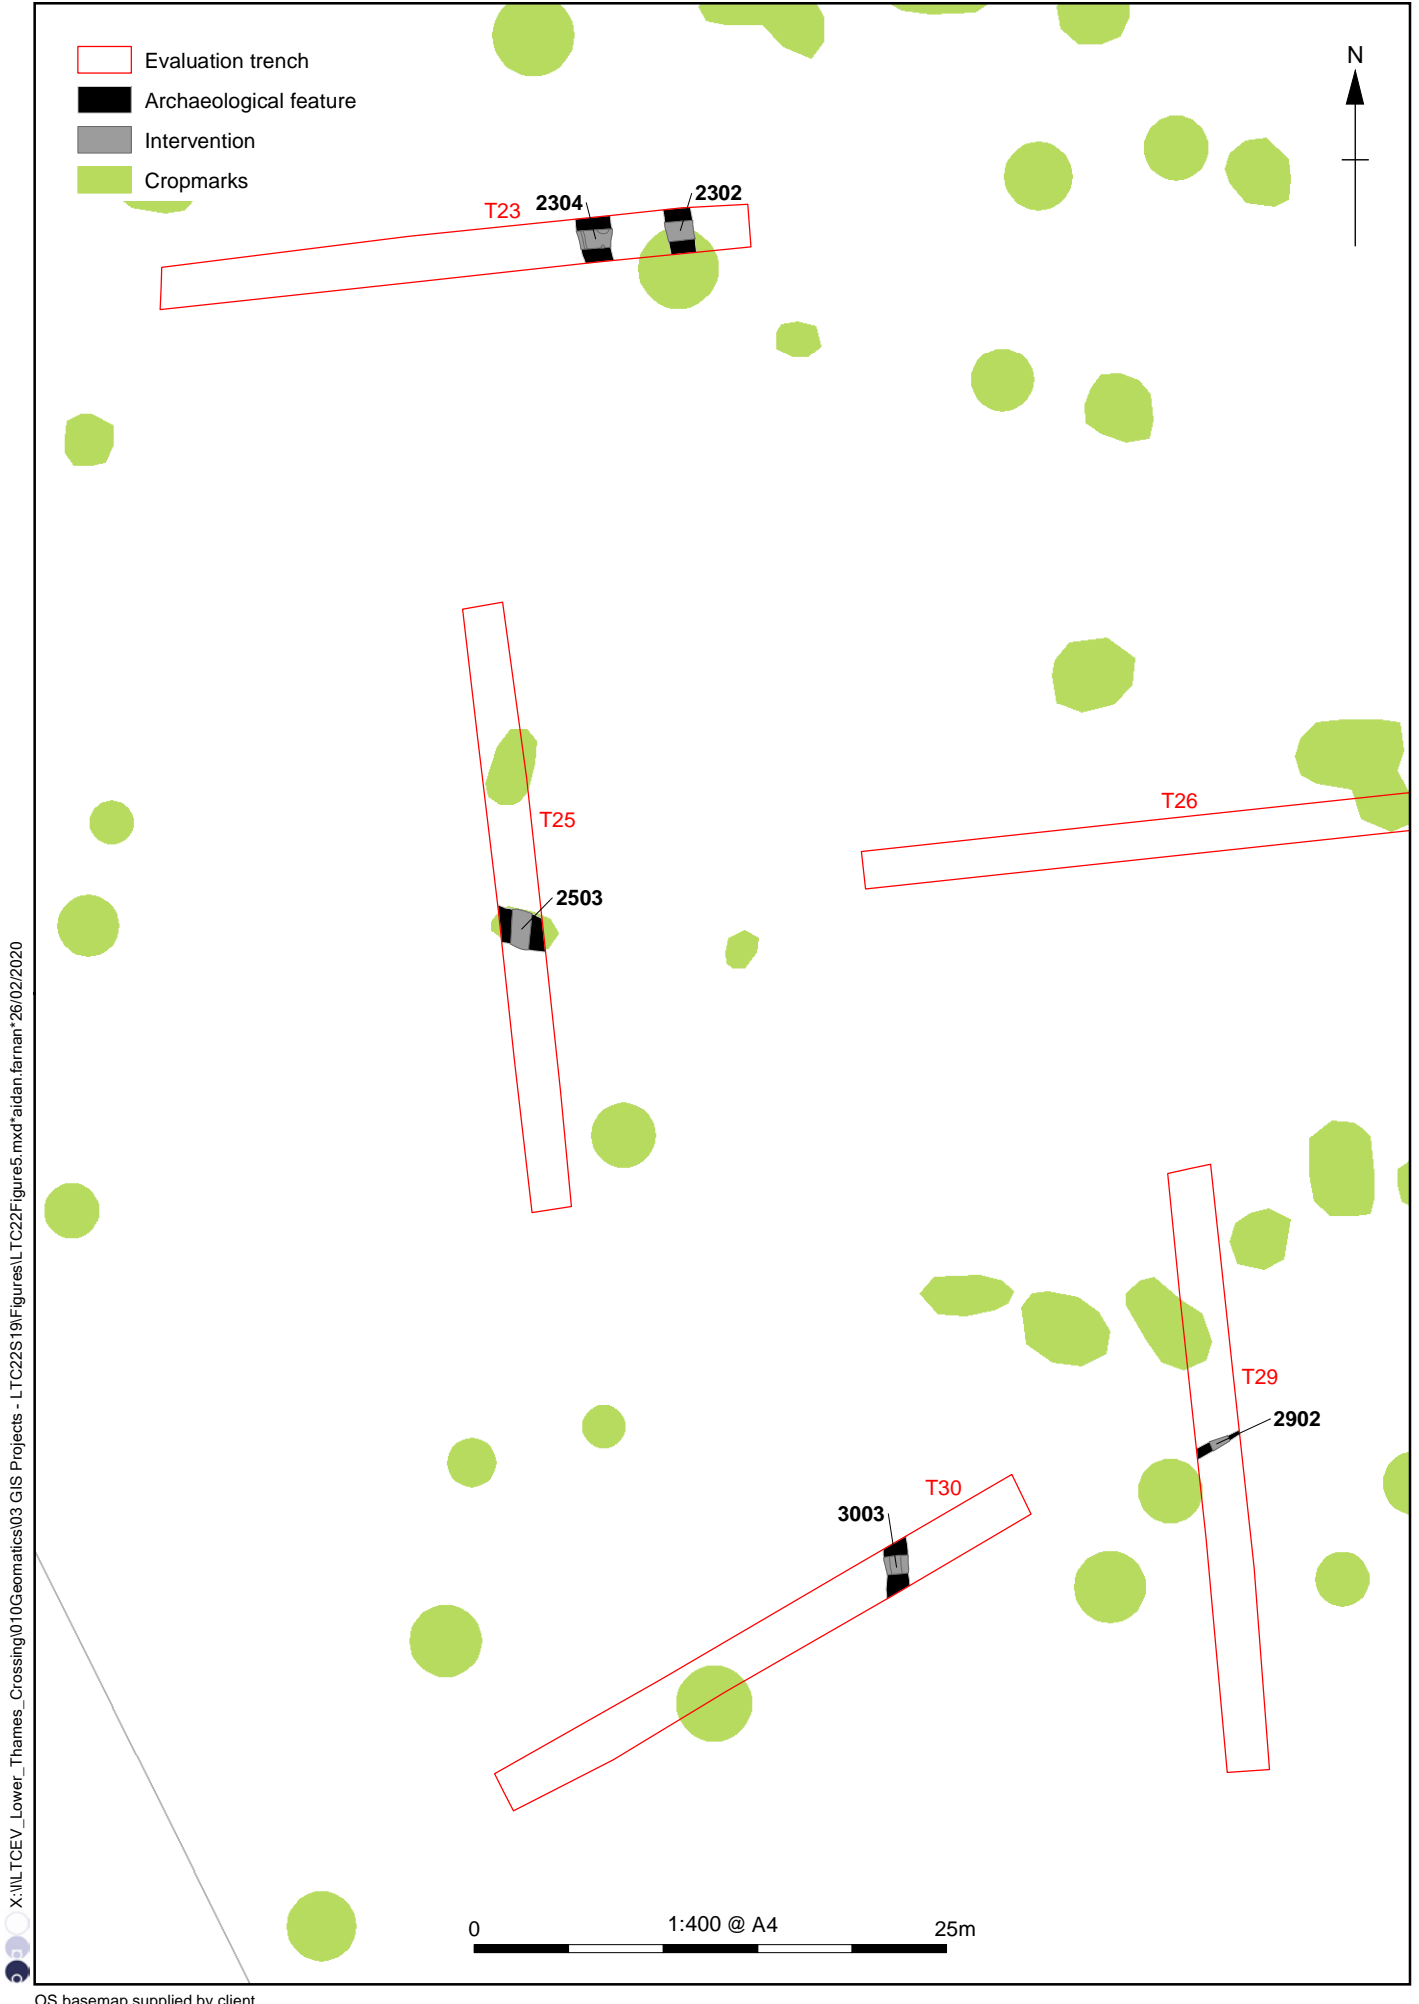 Evaluation trench
Archaeological feature
Intervention
Cropmarks
N
T23
2304
2302
T25
2503
T26
T29
2902
T30
3003
0
1:400 @ A4
25m
X:\l\LTCEV_Lower_Thames_Crossing\010Geomatics\03 GIS Projects - LTC22S19\Figures\LTC22Figure5.mxd*aidan.farnan*26/02/2020
OS basemap supplied by client